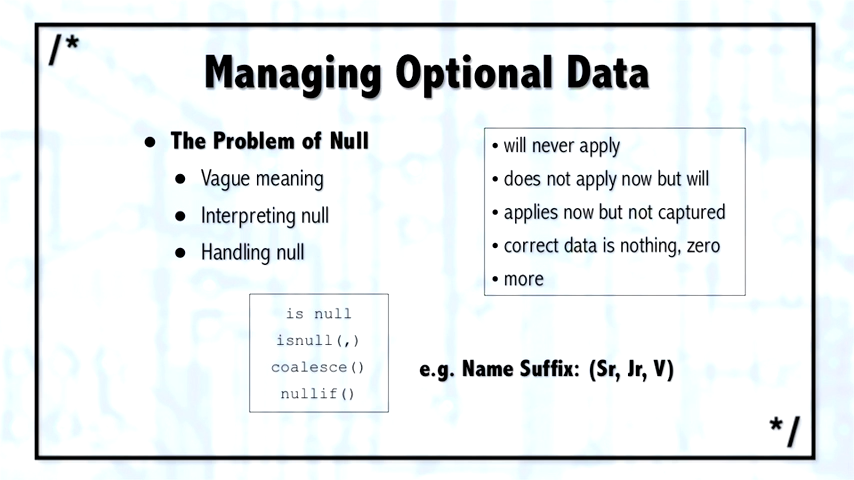 /*
Managing Optional Data
• The Problem of Null
• Vague meaning
• Interpreting null
• Handling null
• will never apply
• does not apply now but will
• applies now but not captured
• correct data is nothing, zero
• more
is null
isnull(,)
coalesce()
nullif()
e.g. Name Suffix: (Sr, Jr, V)
*/